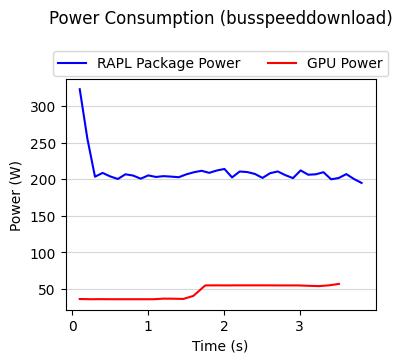 Power Consumption (busspeeddownload)
RAPL Package Power
GPU Power
300
250
200
150
100
50
Power (W)
0
1
2
3
Time (s)